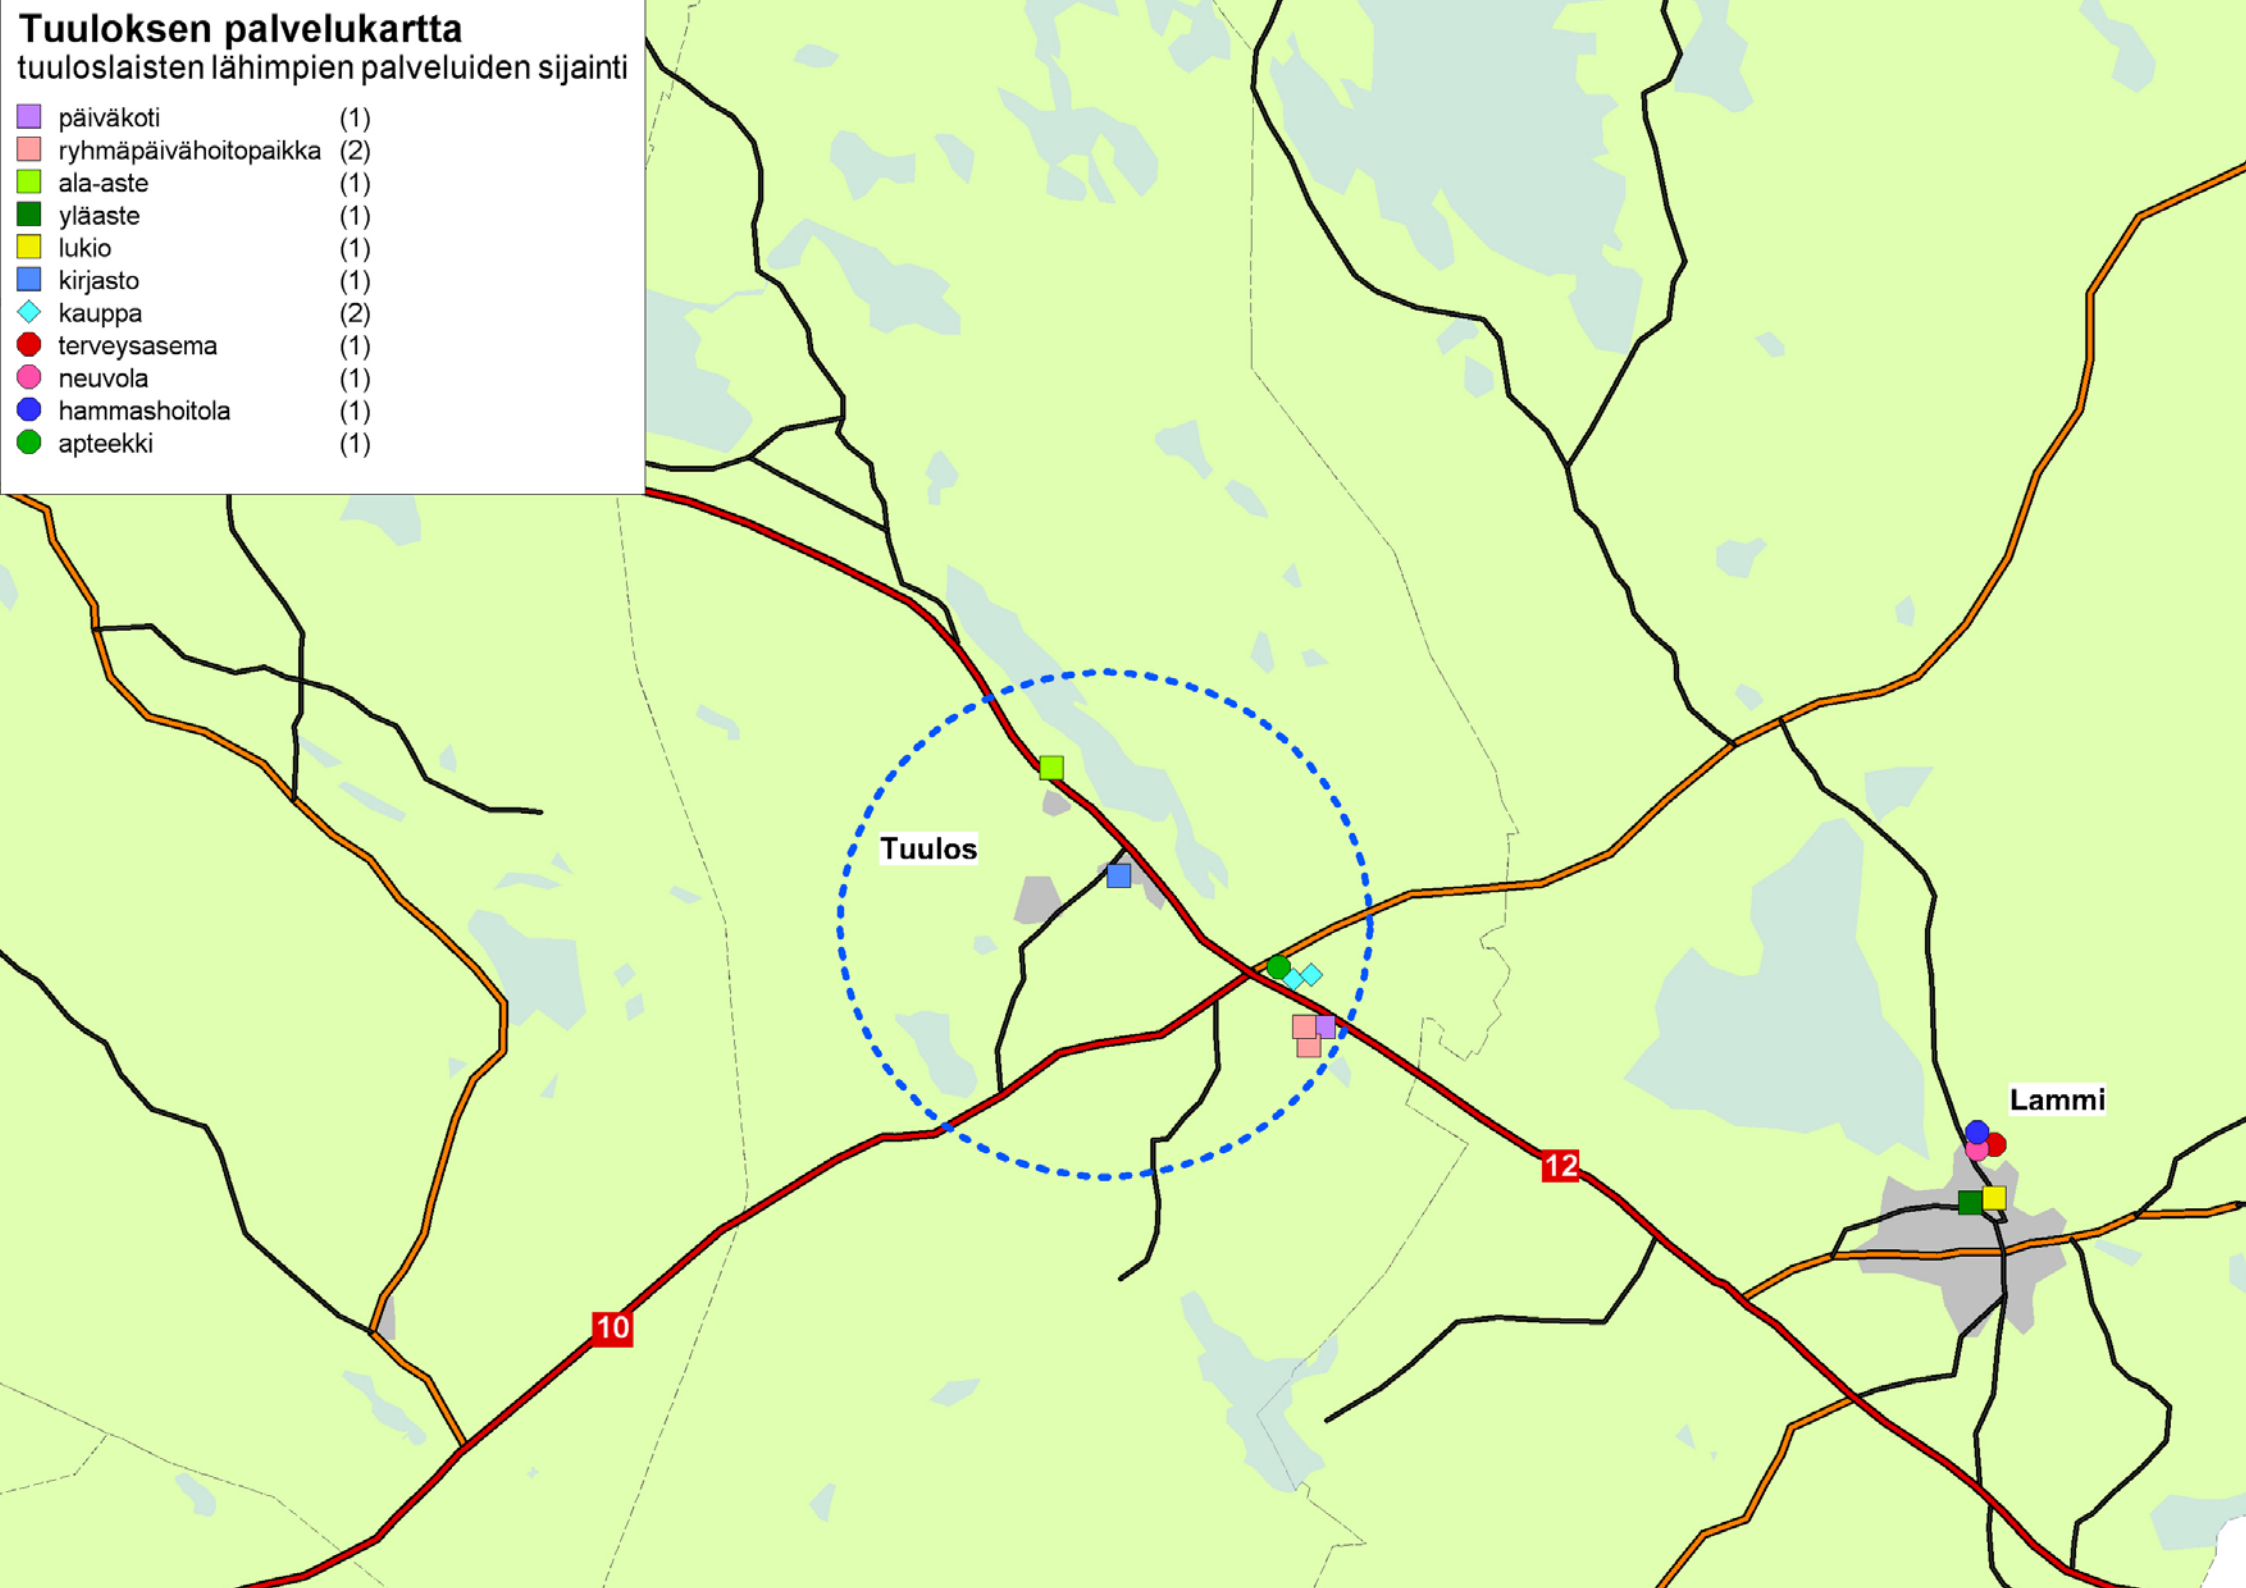 Tuuloksen palvelukartta
tuuloslaisten lähimpien palveluiden sijainti
päiväkoti (1)
ryhmäpäivähoitopaikka (2)
ala-aste (1)
yläaste (1)
lukio (1)
kirjasto (1)
kauppa (2)
terveysasema (1)
neuvola (1)
hammashoitola (1)
apteekki (1)
Tuulos
Lammi
12
10